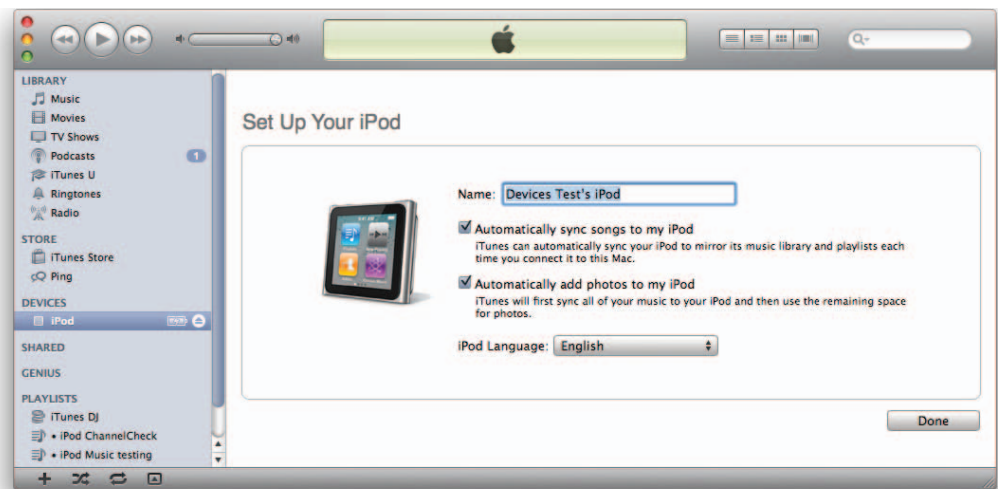 LIBRARY
Music
Movies
TV Shows
Podcasts 1
iTunes U
Ringtones
Radio
STORE
iTunes Store
Ping
DEVICES
iPod
SHARED
GENIUS
PLAYLISTS
iTunes DJ
• iPod ChannelCheck
• iPod Music testing
Set Up Your iPod
Name: Devices Test's iPod
Automatically sync songs to my iPod
iTunes can automatically sync your iPod to mirror its music library and playlists each
time you connect it to this Mac.
Automatically add photos to my iPod
iTunes will first sync all of your music to your iPod and then use the remaining space
for photos.
iPod Language: English
Done